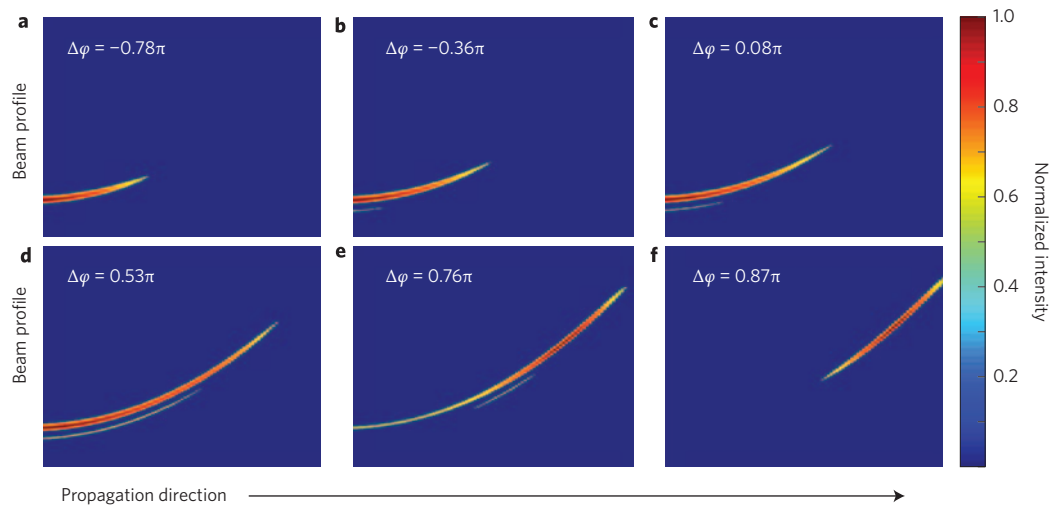 a
Δφ = −0.78π
b
Δφ = −0.36π
c
Δφ = 0.08π
Beam profile
d
Δφ = 0.53π
e
Δφ = 0.76π
f
Δφ = 0.87π
Beam profile
Propagation direction
1.0
0.8
0.6
0.4
0.2
Normalized intensity